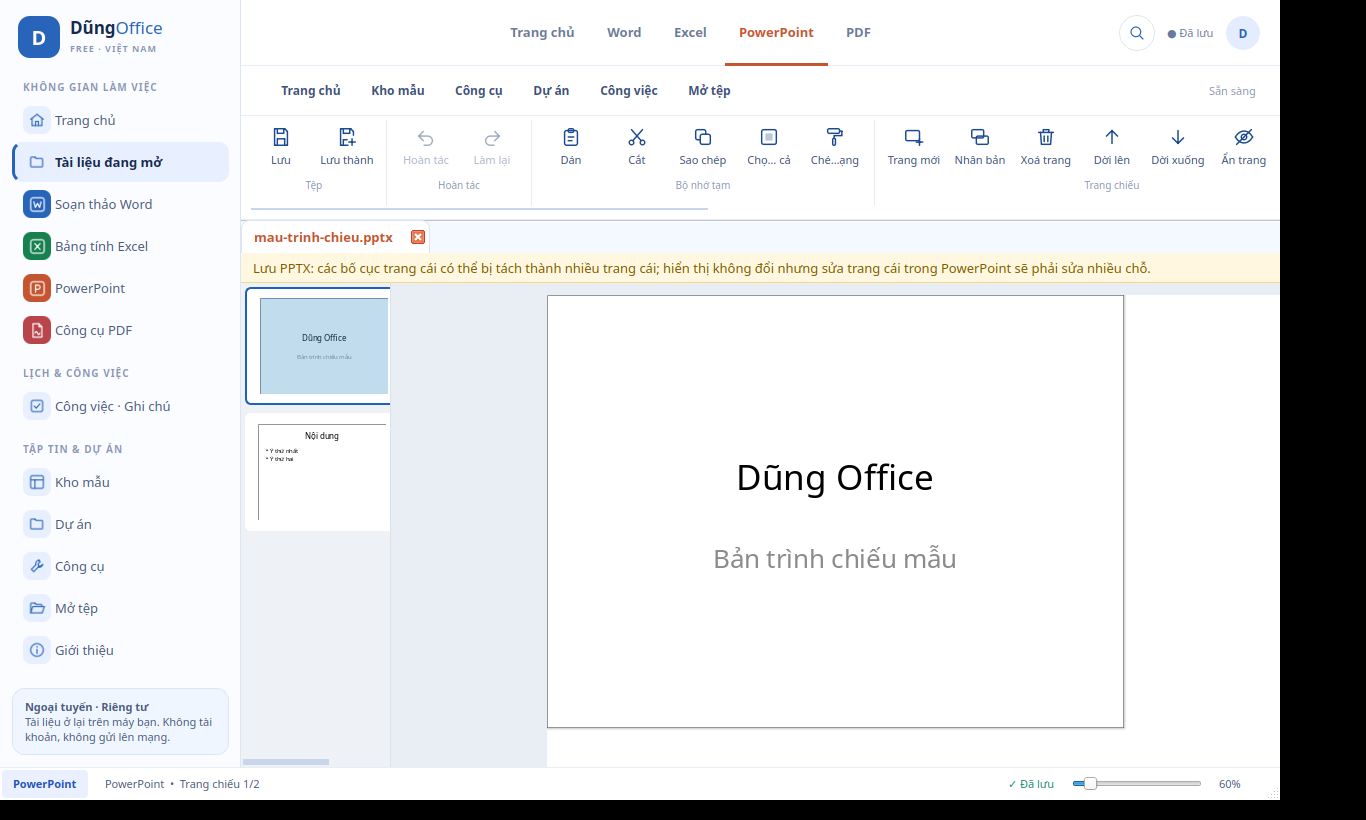 D
DũngOffice
FREE · VIỆT NAM
KHÔNG GIAN LÀM VIỆC
Trang chủ
Tài liệu đang mở
Soạn thảo Word
Bảng tính Excel
PowerPoint
Công cụ PDF
LỊCH & CÔNG VIỆC
Công việc · Ghi chú
TẬP TIN & DỰ ÁN
Kho mẫu
Dự án
Công cụ
Mở tệp
Giới thiệu
Ngoại tuyến · Riêng tư
Tài liệu ở lại trên máy bạn. Không tài
khoản, không gửi lên mạng.
Trang chủ Word Excel PowerPoint PDF
● Đã lưu D
Trang chủ Kho mẫu Công cụ Dự án Công việc Mở tệp Sẵn sàng
Lưu Lưu thành Hoàn tác Làm lại Dán Cắt Sao chép Chọ... cả Ché...ạng Trang mới Nhân bản Xoá trang Dời lên Dời xuống Ẩn trang
Tệp Hoàn tác Bộ nhớ tạm Trang chiếu
mau-trinh-chieu.pptx
Lưu PPTX: các bố cục trang cái có thể bị tách thành nhiều trang cái; hiển thị không đổi nhưng sửa trang cái trong PowerPoint sẽ phải sửa nhiều chỗ.
Dũng Office
Bản trình chiếu mẫu
Nội dung
• Ý thứ nhất
• Ý thứ hai
Dũng Office
Bản trình chiếu mẫu
PowerPoint PowerPoint • Trang chiếu 1/2 ✓ Đã lưu 60%